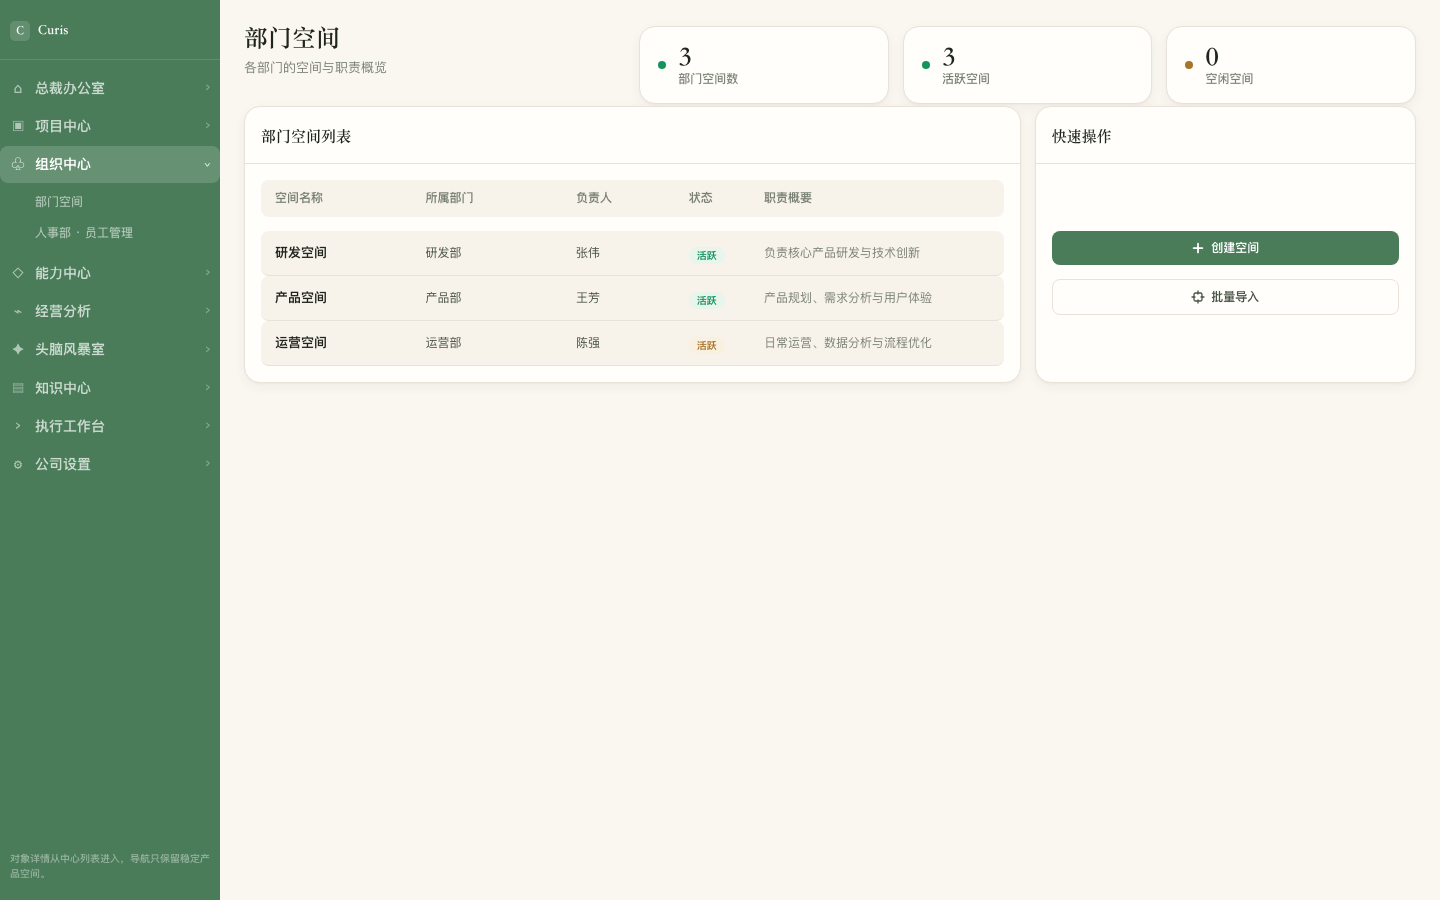 C Curis
总裁办公室
项目中心
组织中心
部门空间
人事部 · 员工管理
能力中心
经营分析
头脑风暴室
知识中心
执行工作台
公司设置
对象详情从中心列表进入，导航只保留稳定产
品空间。
部门空间
各部门的空间与职责概览
3
部门空间数
3
活跃空间
0
空闲空间
部门空间列表
空间名称 所属部门 负责人 状态 职责概要
研发空间 研发部 张伟 活跃 负责核心产品研发与技术创新
产品空间 产品部 王芳 活跃 产品规划、需求分析与用户体验
运营空间 运营部 陈强 活跃 日常运营、数据分析与流程优化
快速操作
创建空间
批量导入